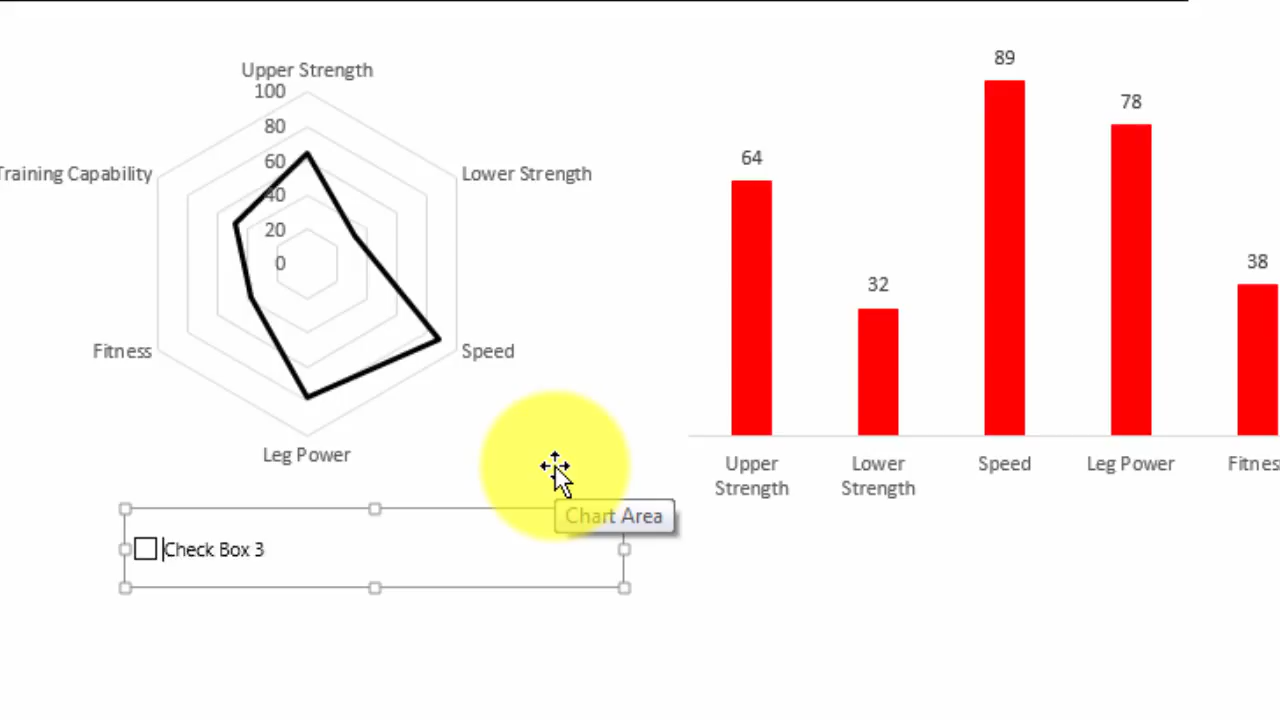 Upper Strength
100
80
60
40
20
0
Training Capability
Lower Strength
Fitness
Speed
Leg Power
Chart Area
Check Box 3
89
78
64
38
32
Upper
Strength
Lower
Strength
Speed
Leg Power
Fitnes